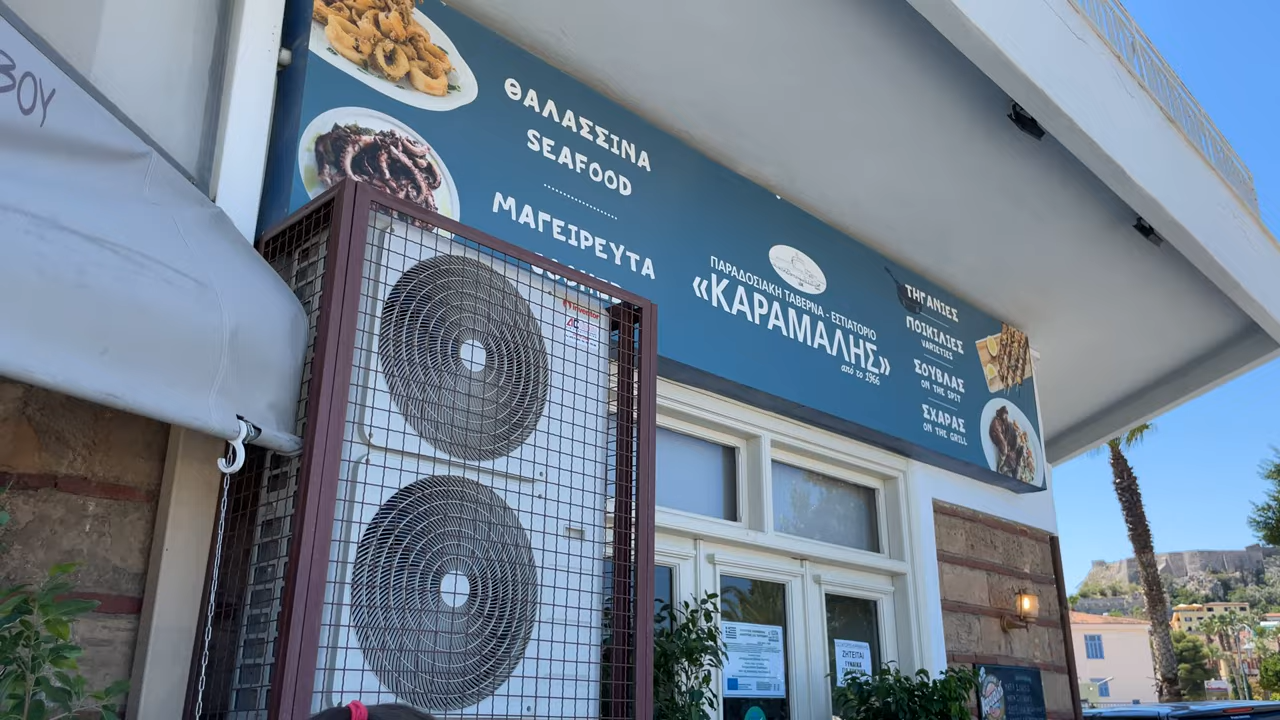 ΒΟΥ
ΘΑΛΑΣΣΙΝΑ
SEAFOOD
ΜΑΓΕΙΡΕΥΤΑ
ΠΑΡΑΔΟΣΙΑΚΗ ΤΑΒΕΡΝΑ - ΕΣΤΙΑΤΟΡΙΟ
«ΚΑΡΑΜΑΛΗΣ»
από το 1966
ΤΗΓΑΝΙΕΣ
ΠΟΙΚΙΛΙΕΣ
VARIETIES
ΣΟΥΒΛΑΣ
ON THE SPIT
ΣΧΑΡΑΣ
ON THE GRILL
inventor
ΖΗΤΕΙΤΑΙ
ΓΥΝΑΙΚΑ